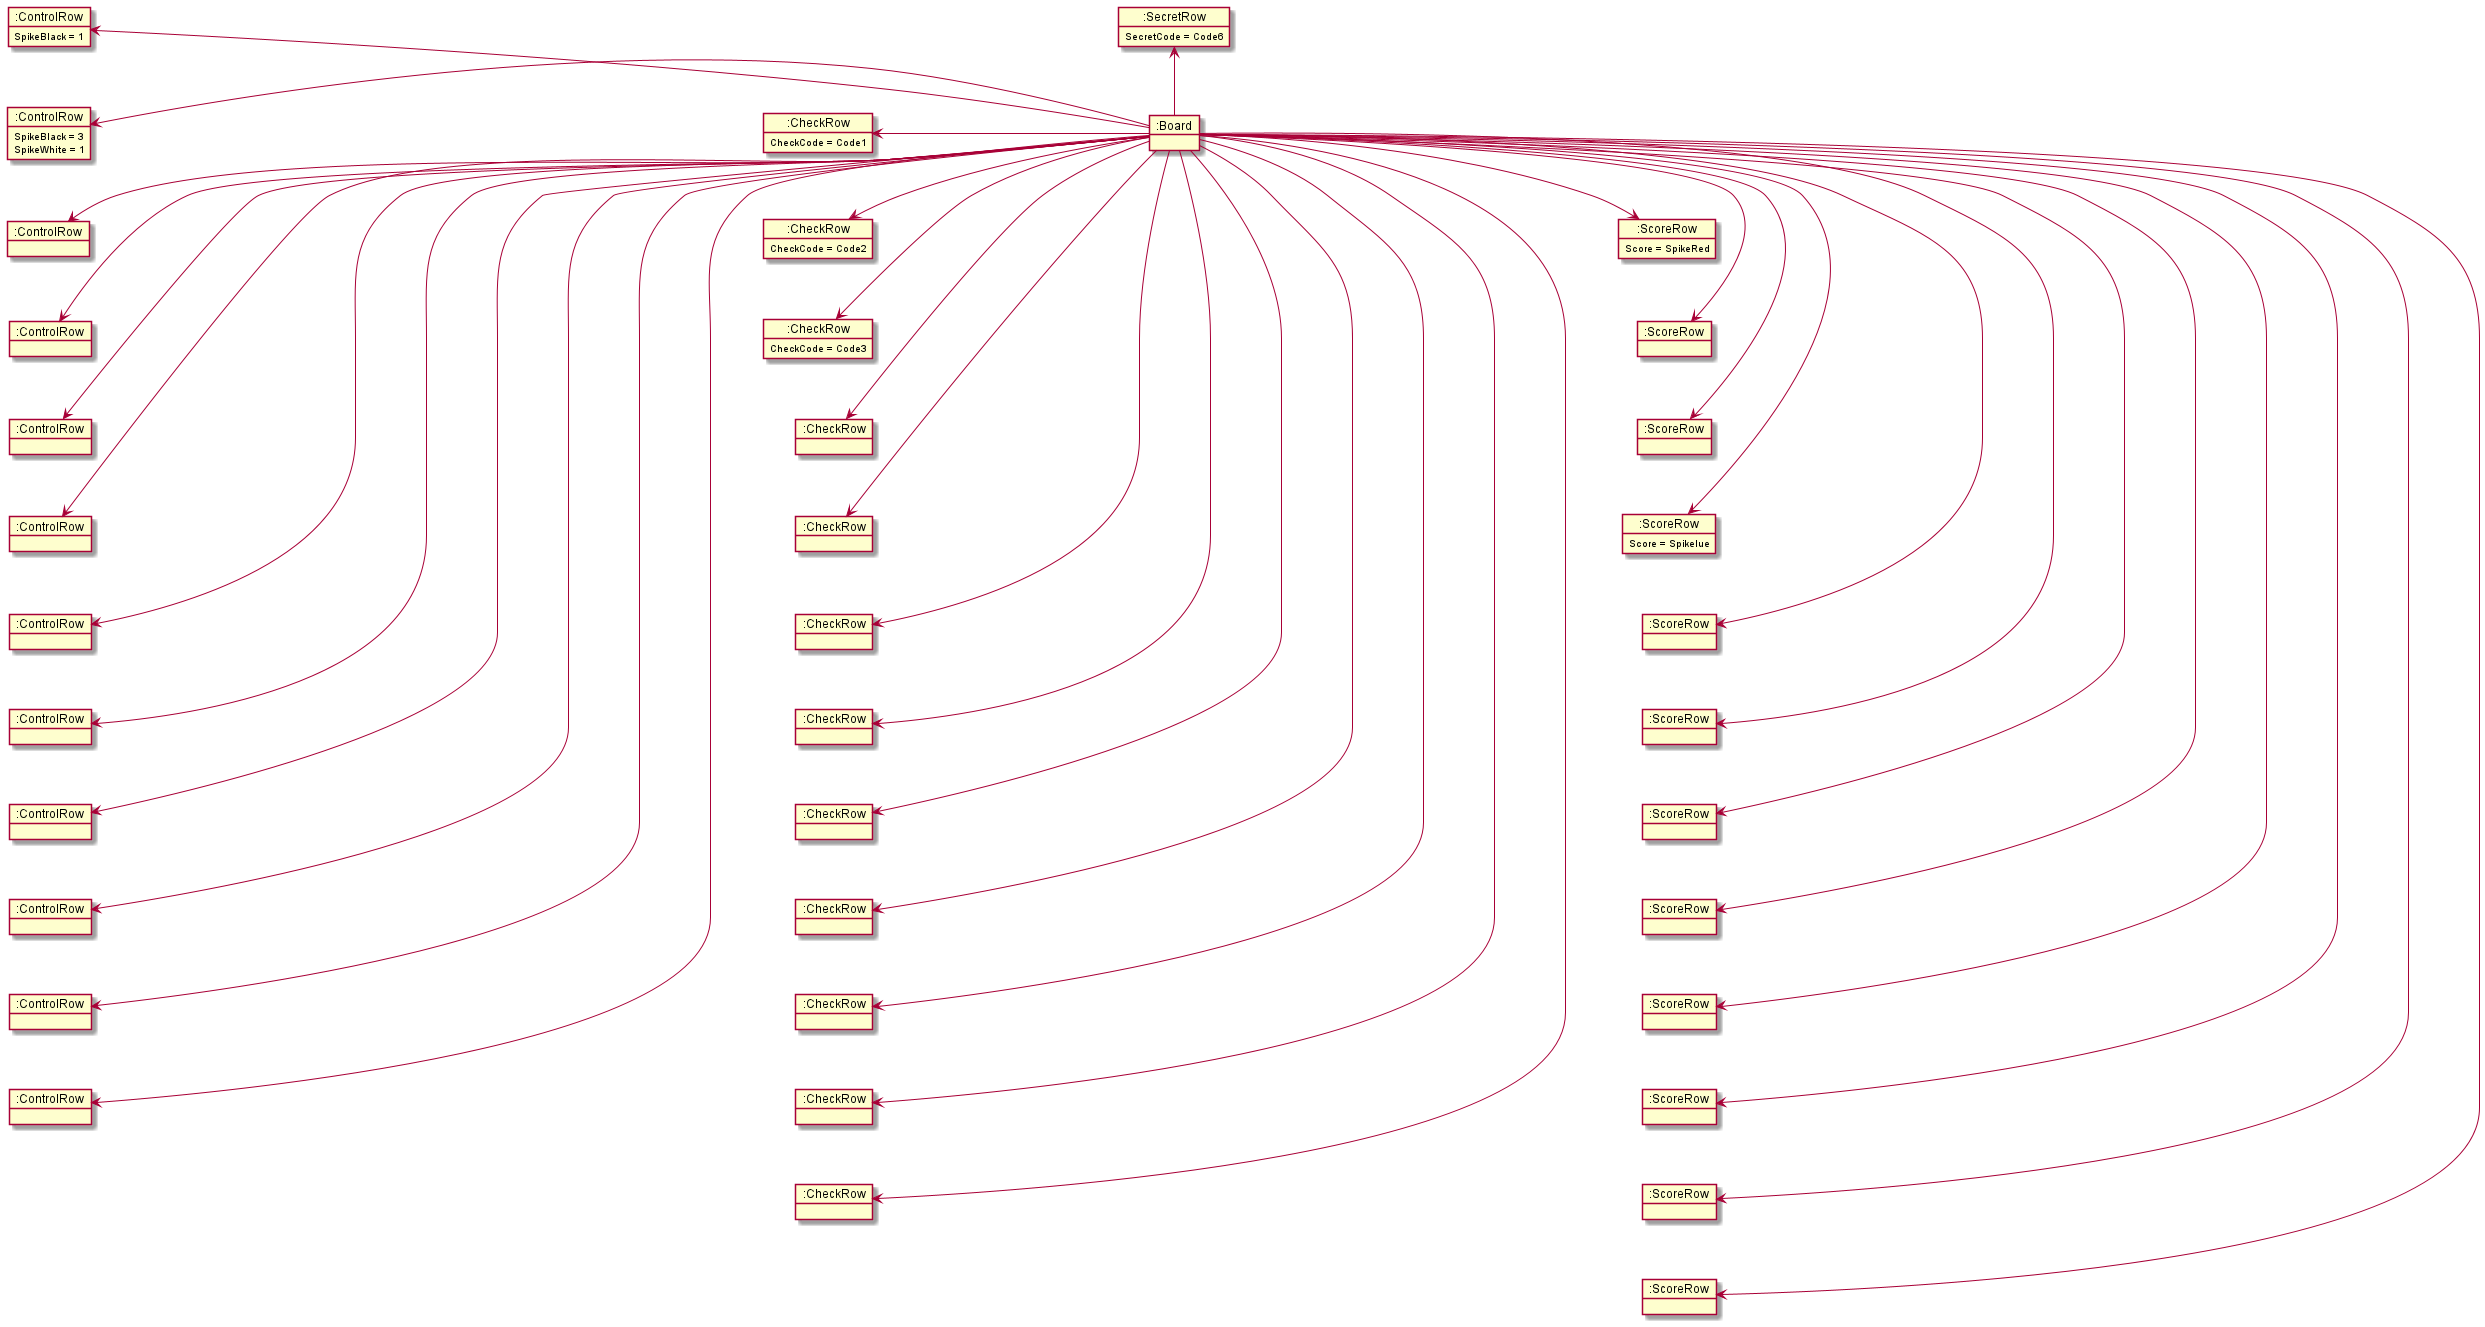 :ControlRow
SpikeBlack = 1
:SecretRow
SecretCode = Code6
:ControlRow
SpikeBlack = 3
SpikeWhite = 1
:CheckRow
CheckCode = Code1
:Board
:ControlRow
:CheckRow
CheckCode = Code2
:ScoreRow
Score = SpikeRed
:ControlRow
:CheckRow
CheckCode = Code3
:ScoreRow
:ControlRow
:CheckRow
:ScoreRow
:ControlRow
:CheckRow
:ScoreRow
Score = Spikelue
:ControlRow
:CheckRow
:ScoreRow
:ControlRow
:CheckRow
:ScoreRow
:ControlRow
:CheckRow
:ScoreRow
:ControlRow
:CheckRow
:ScoreRow
:ControlRow
:CheckRow
:ScoreRow
:ControlRow
:CheckRow
:ScoreRow
:CheckRow
:ScoreRow
:ScoreRow